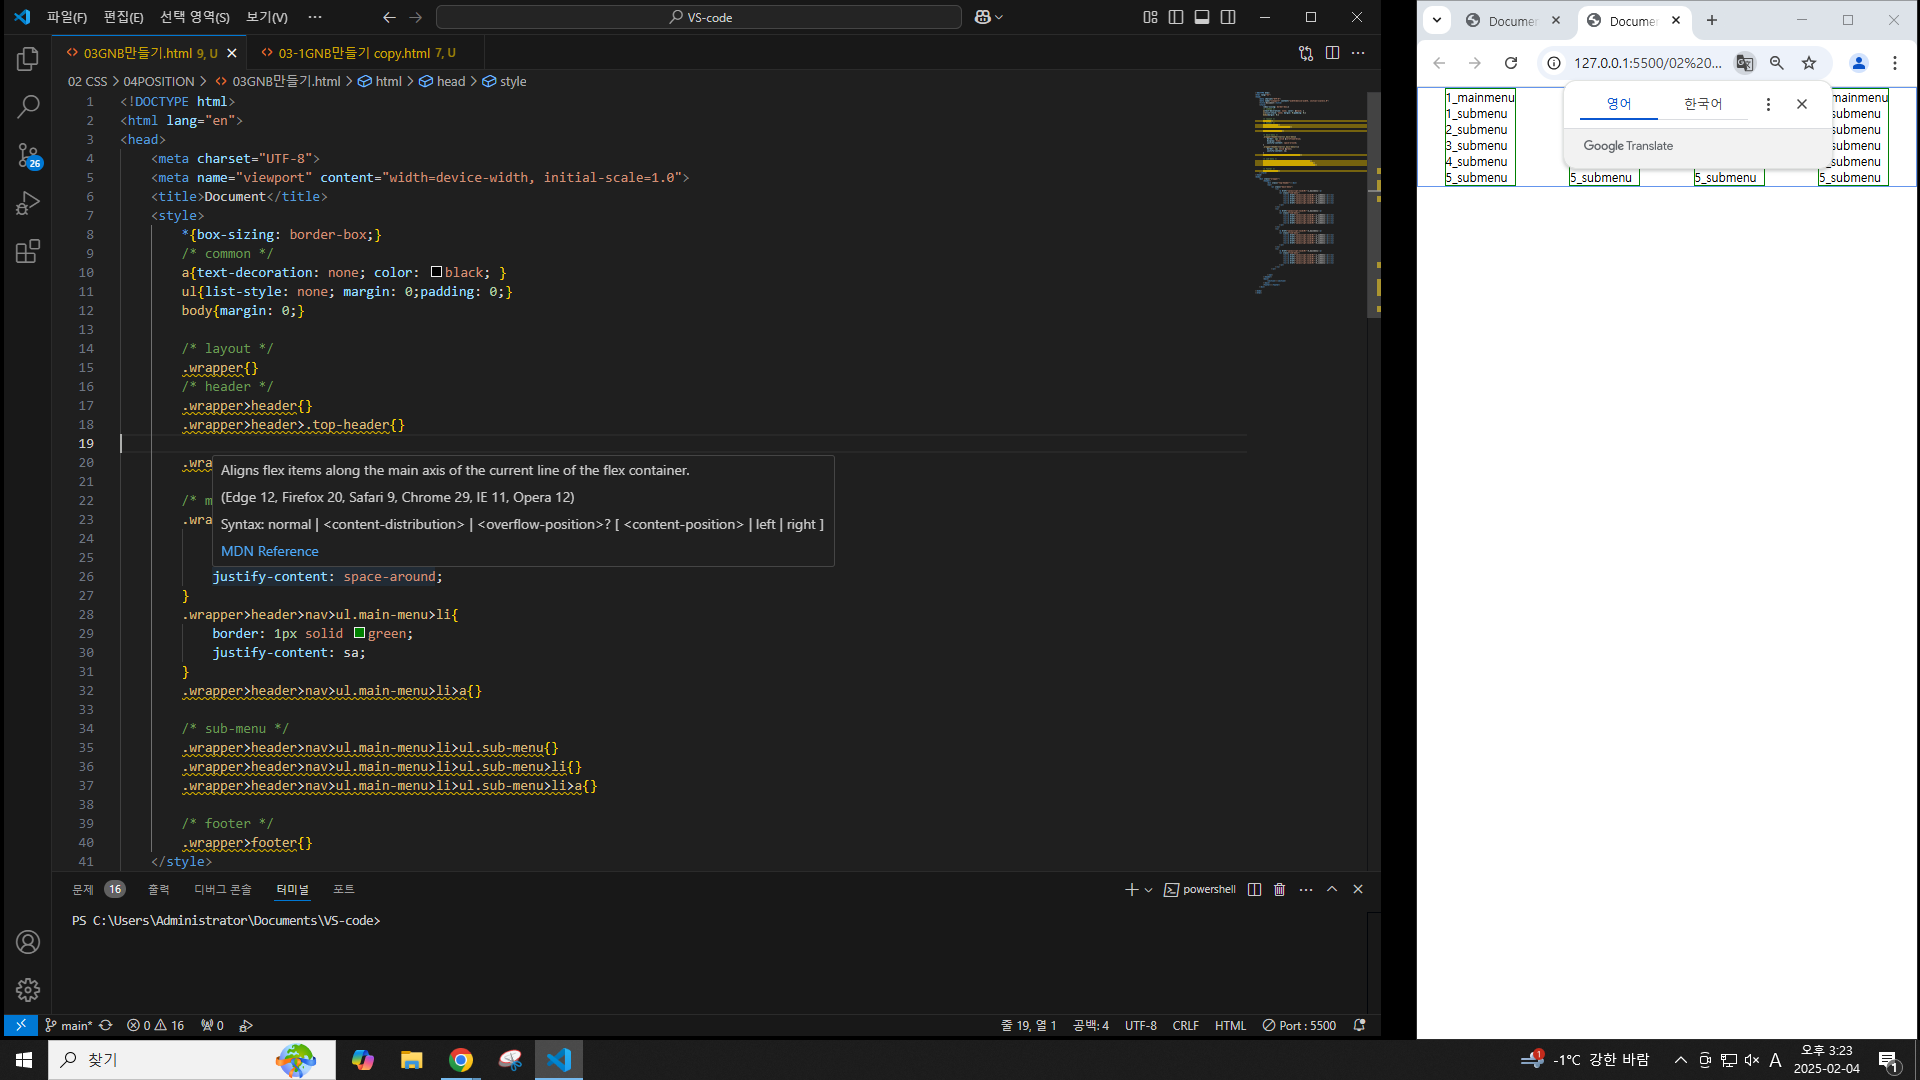 파일(F) 편집(E) 선택 영역(S) 보기(V) ··· VS-code
03GNB만들기.html 9, U 03-1GNB만들기 copy.html 7, U
02 CSS > 04POSITION > 03GNB만들기.html > html > head > style
1 <!DOCTYPE html>
2 <html lang="en">
3 <head>
4 <meta charset="UTF-8">
5 <meta name="viewport" content="width=device-width, initial-scale=1.0">
6 <title>Document</title>
7 <style>
8 *{box-sizing: border-box;}
9 /* common */
10 a{text-decoration: none; color: black; }
11 ul{list-style: none; margin: 0;padding: 0;}
12 body{margin: 0;}
13
14 /* layout */
15 .wrapper{}
16 /* header */
17 .wrapper>header{}
18 .wrapper>header>.top-header{}
19
20 .wra
Aligns flex items along the main axis of the current line of the flex container.
21
(Edge 12, Firefox 20, Safari 9, Chrome 29, IE 11, Opera 12)
22 /* m
23 .wra
Syntax: normal | <content-distribution> | <overflow-position>? [ <content-position> | left | right ]
24
25
MDN Reference
26 justify-content: space-around;
27 }
28 .wrapper>header>nav>ul.main-menu>li{
29 border: 1px solid green;
30 justify-content: sa;
31 }
32 .wrapper>header>nav>ul.main-menu>li>a{}
33
34 /* sub-menu */
35 .wrapper>header>nav>ul.main-menu>li>ul.sub-menu{}
36 .wrapper>header>nav>ul.main-menu>li>ul.sub-menu>li{}
37 .wrapper>header>nav>ul.main-menu>li>ul.sub-menu>li>a{}
38
39 /* footer */
40 .wrapper>footer{}
41 </style>
문제 16 출력 디버그 콘솔 터미널 포트 powershell
PS C:\Users\Administrator\Documents\VS-code>
main* 0 16 0 줄 19, 열 1 공백: 4 UTF-8 CRLF HTML Port : 5500
Documen Documen
127.0.0.1:5500/02%20...
1_mainmenu
1_submenu
2_submenu
3_submenu
4_submenu
5_submenu
영어 한국어
Google Translate
5_submenu
5_submenu
mainmenu
submenu
submenu
submenu
submenu
5_submenu
찾기
1 -1°C 강한 바람 A 오후 3:23
2025-02-04 1
26